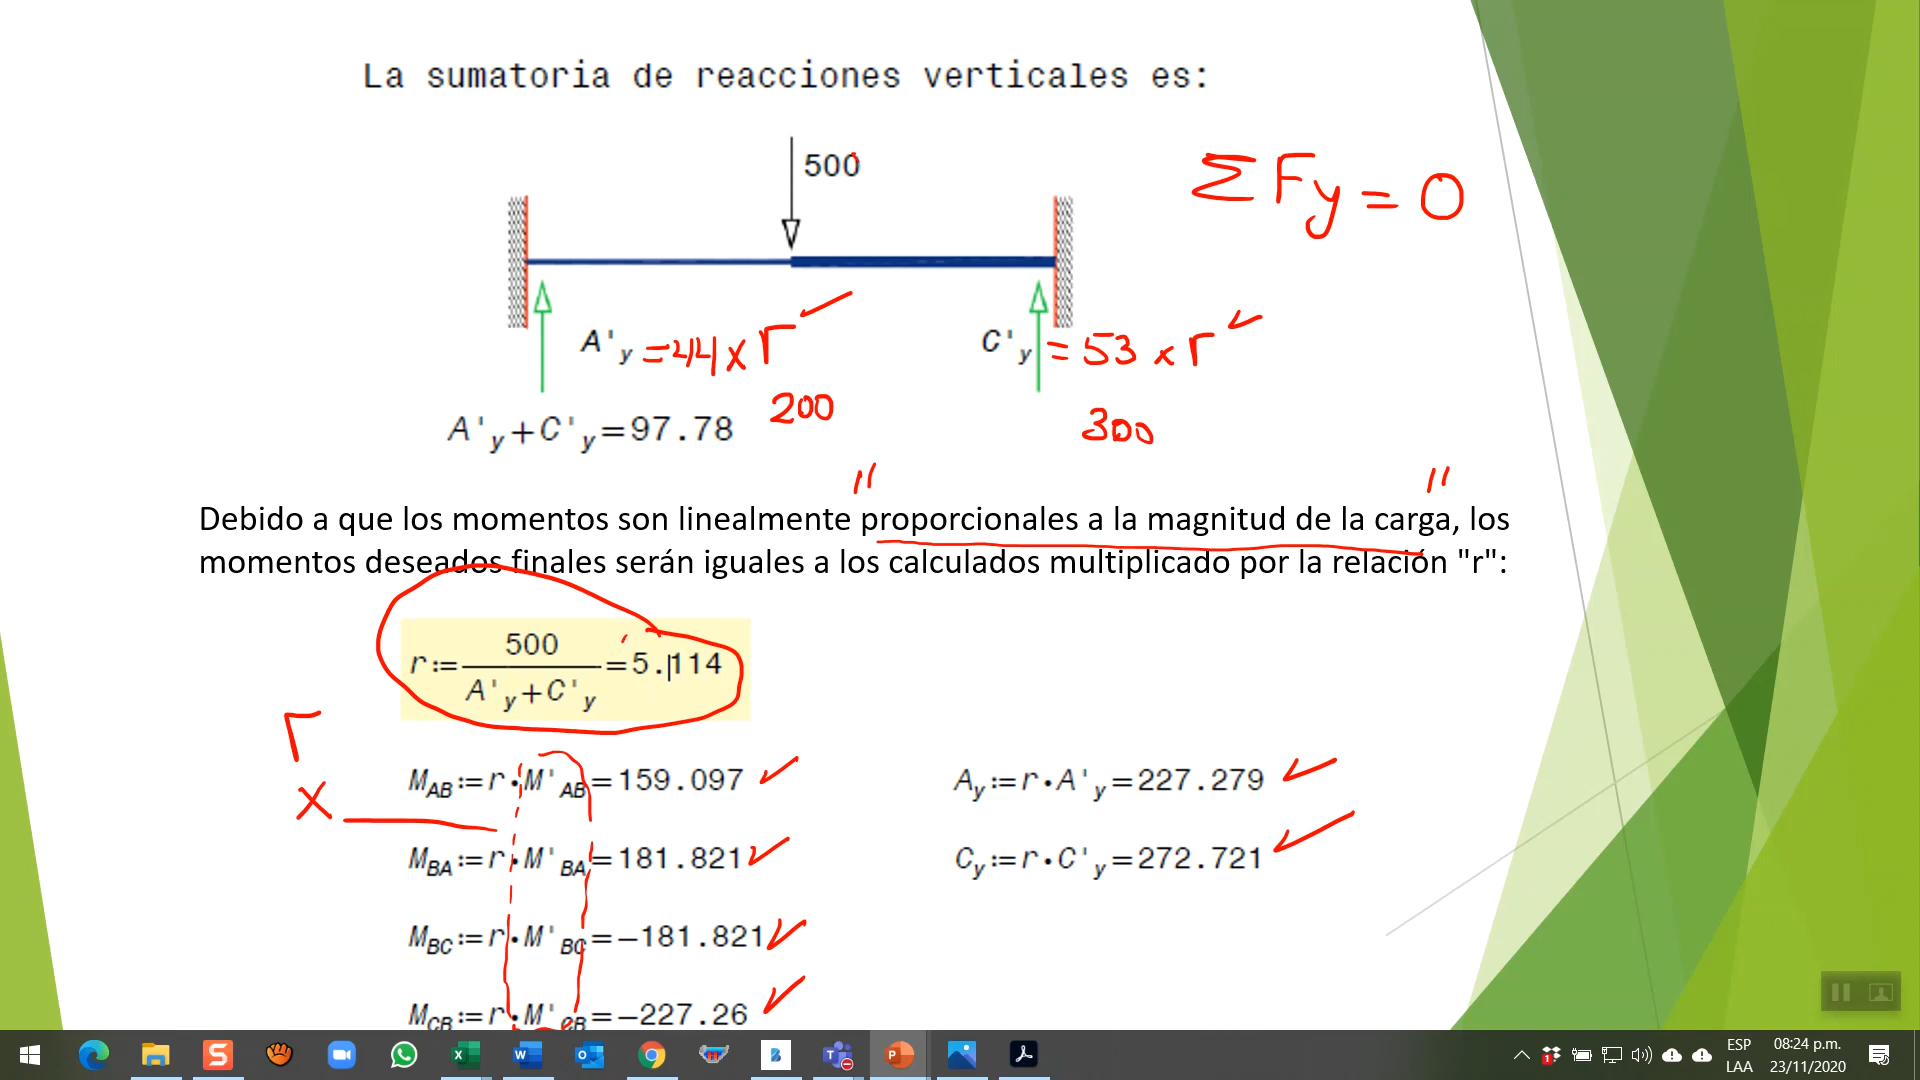 La sumatoria de reacciones verticales es:
500
ΣFy=0
A'y =44 x r
C'y =53 x r
200
300
A'y+C'y=97.78
" "
Debido a que los momentos son linealmente proporcionales a la magnitud de la carga, los
momentos deseados finales serán iguales a los calculados multiplicado por la relación "r":
r:=500/(A'y+C'y)=5.114
r
x
MAB:=r·M'AB=159.097
Ay:=r·A'y=227.279
MBA:=r·M'BA=181.821
Cy:=r·C'y=272.721
MBC:=r·M'BC=-181.821
MCB:=r·M'CB=-227.26
ESP
LAA
08:24 p.m.
23/11/2020